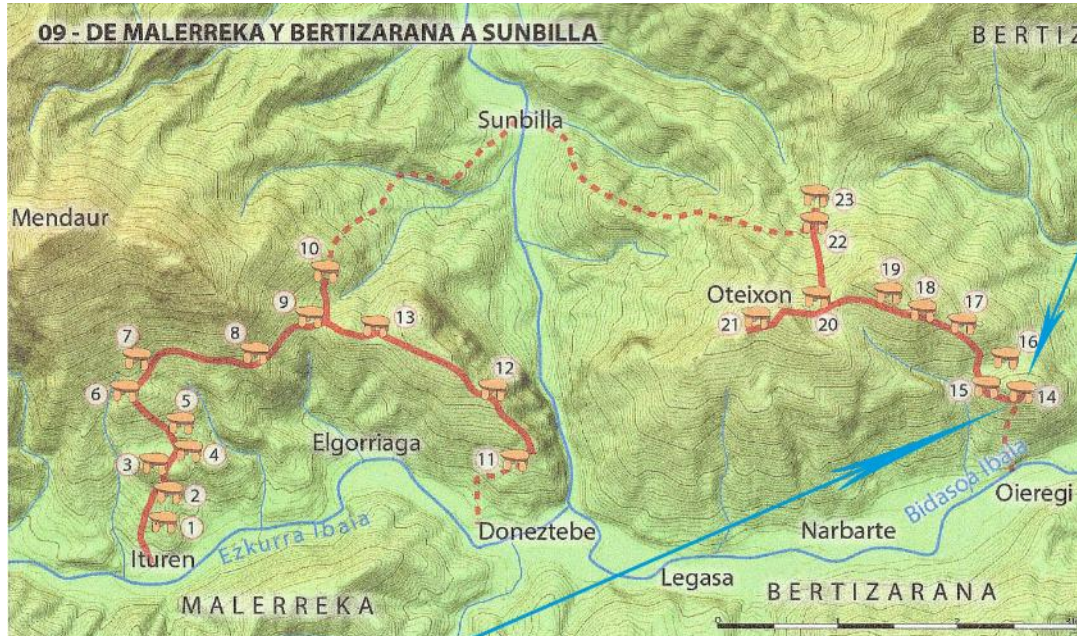 09 - DE MALERREKA Y BERTIZARANA A SUNBILLA
BERTIZ
Sunbilla
Mendaur
23
22
10
Oteixon
19
18
17
9
13
21
20
7
8
16
12
6
15
14
5
Elgorriaga
3
4
11
2
Bidasoa Ibaia
Oieregi
1
Ezkurra Ibaia
Doneztebe
Narbarte
Ituren
Legasa
MALERREKA
BERTIZARANA
0
2